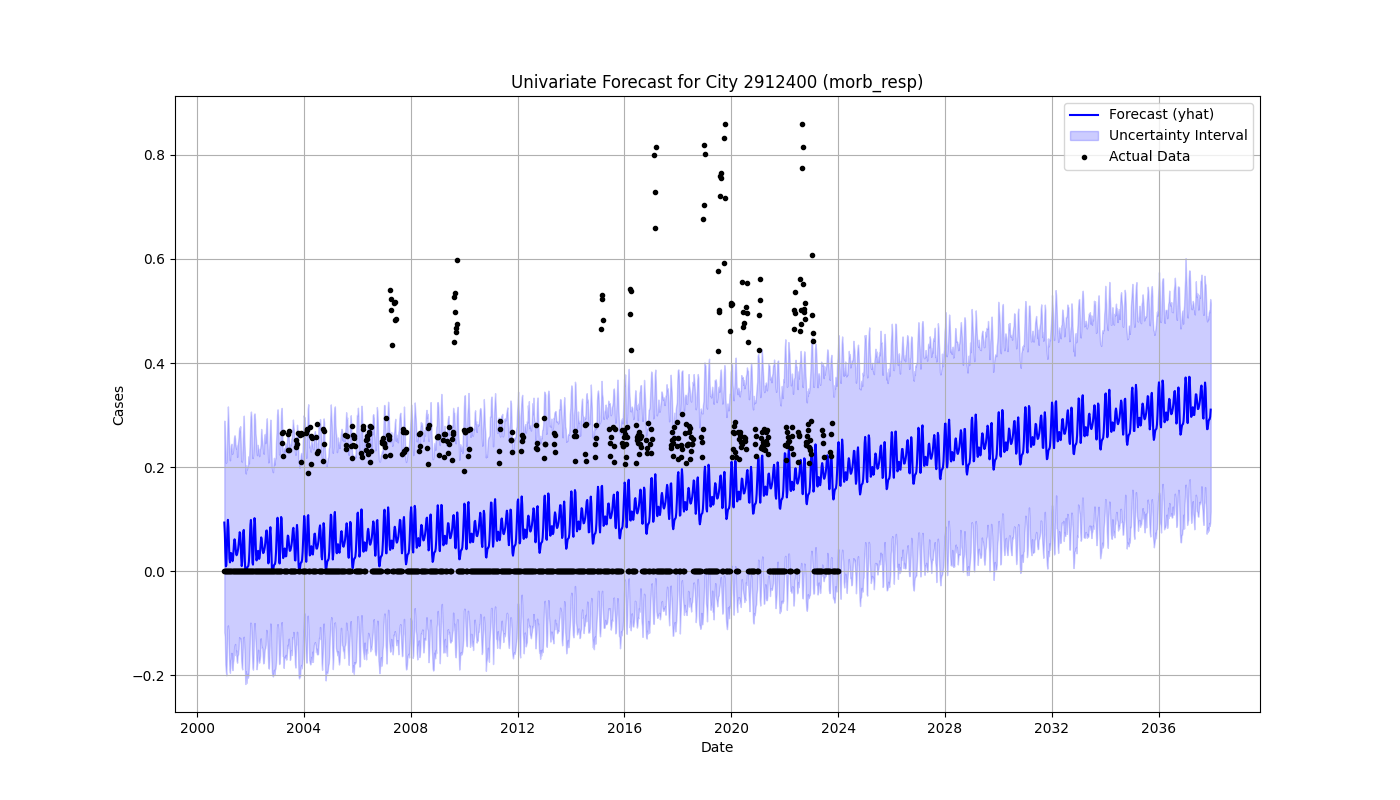 Univariate Forecast for City 2912400 (morb_resp)
Forecast (yhat)
Uncertainty Interval
Actual Data
Cases
0.8
0.6
0.4
0.2
0.0
−0.2
2000 2004 2008 2012 2016 2020 2024 2028 2032 2036
Date